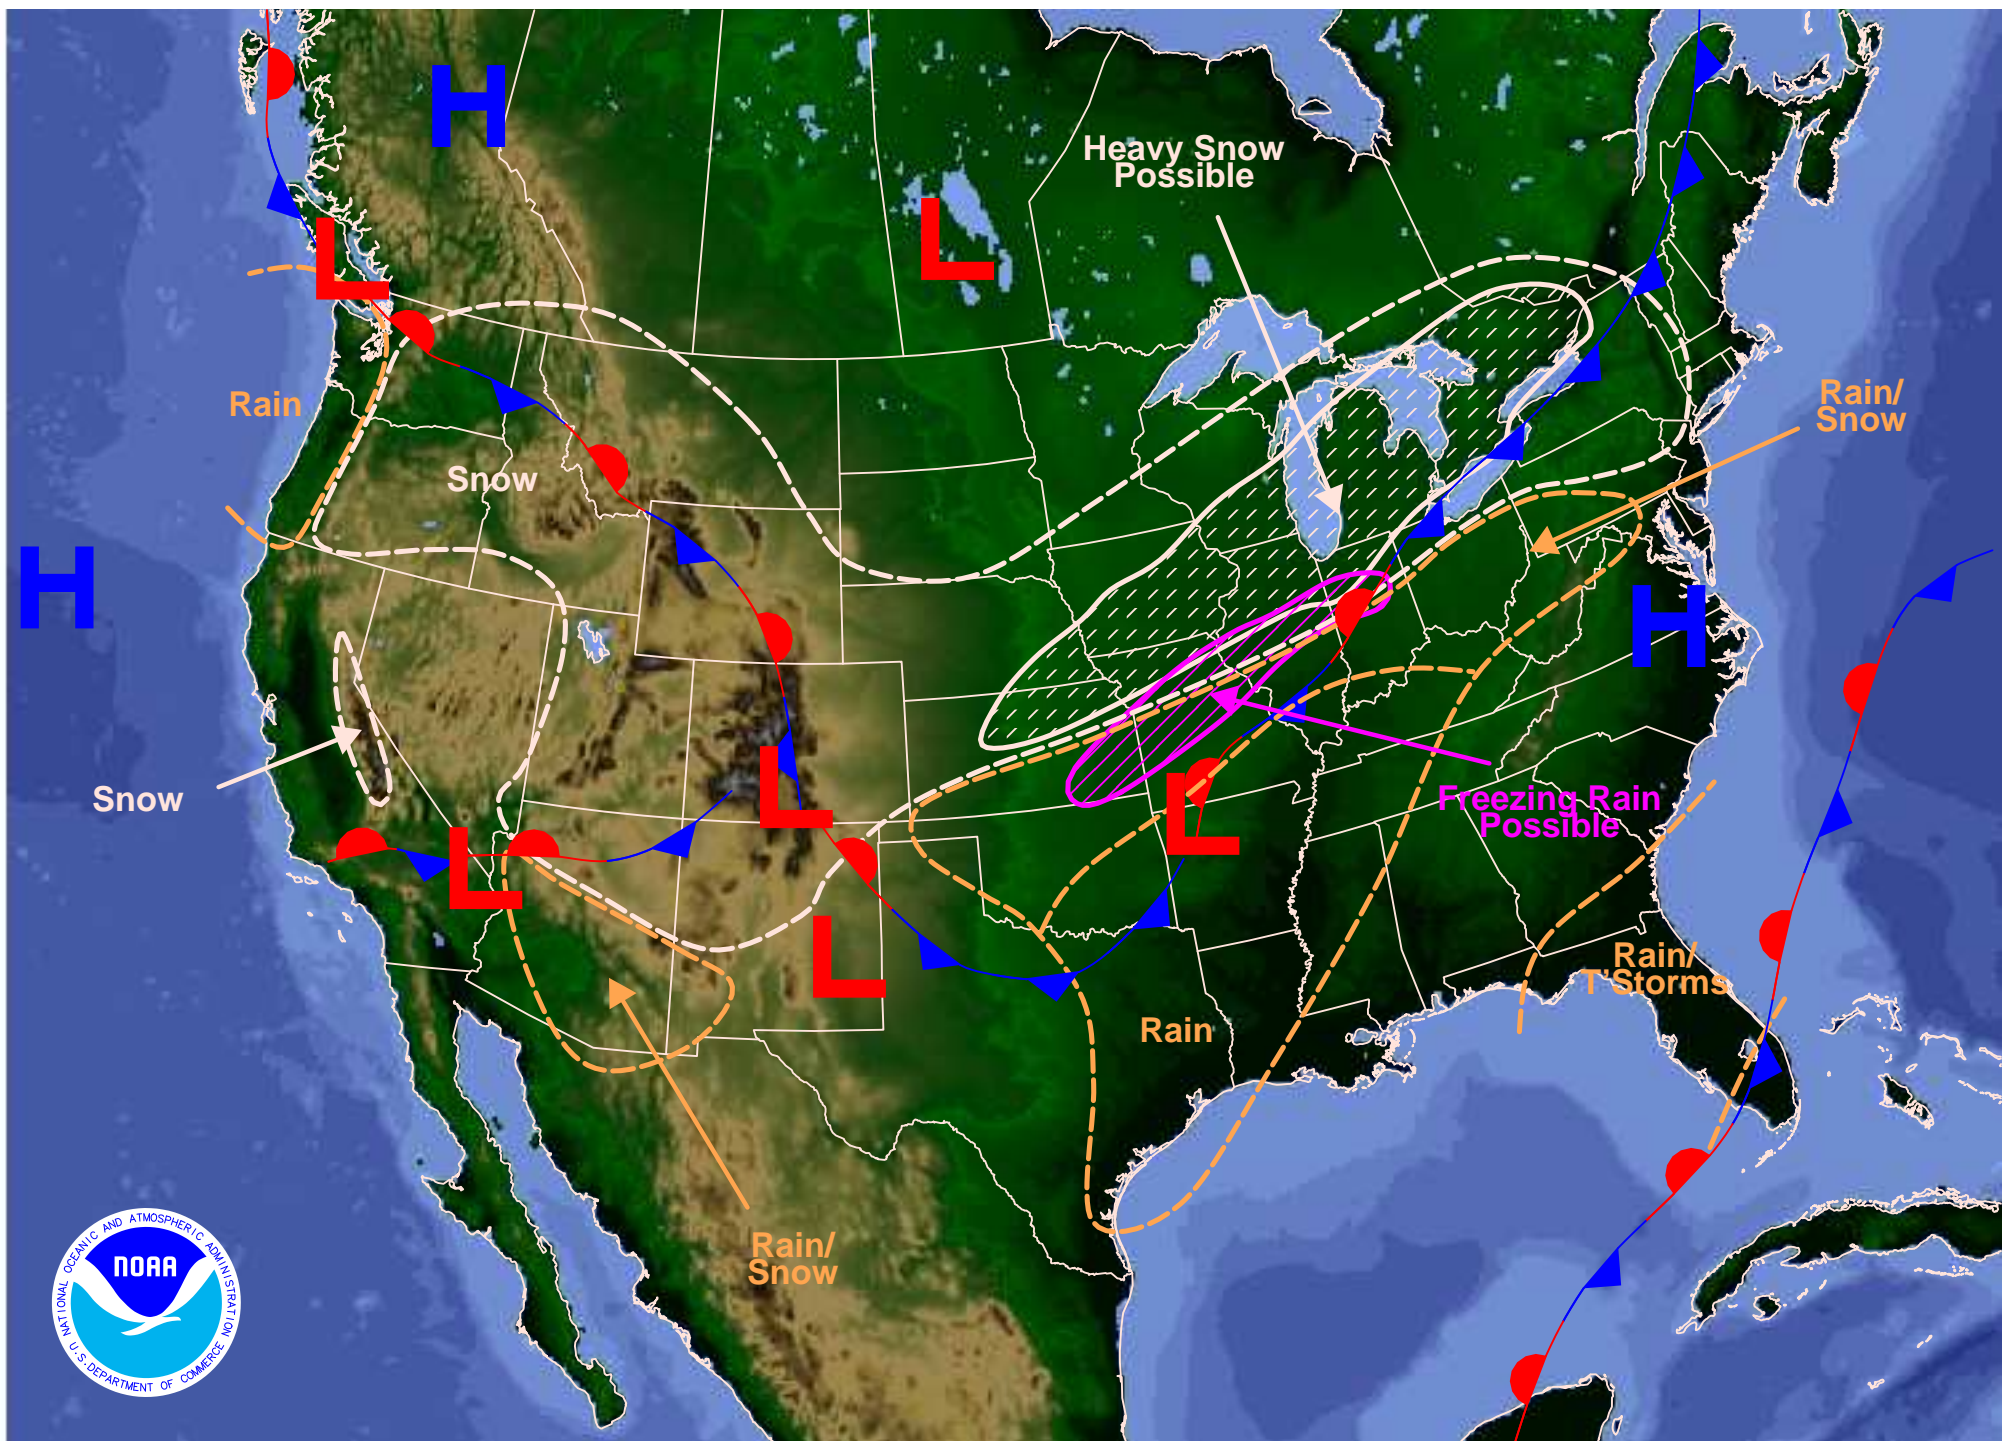 H
Heavy Snow
Possible
L
L
Rain
Rain/
Snow
Snow
H
H
Snow
L
L
Freezing Rain
Possible
L
L
Rain/
T'Storms
Rain
Rain/
Snow
NATIONAL OCEANIC AND ATMOSPHERIC ADMINISTRATION
NOAA
U.S. DEPARTMENT OF COMMERCE